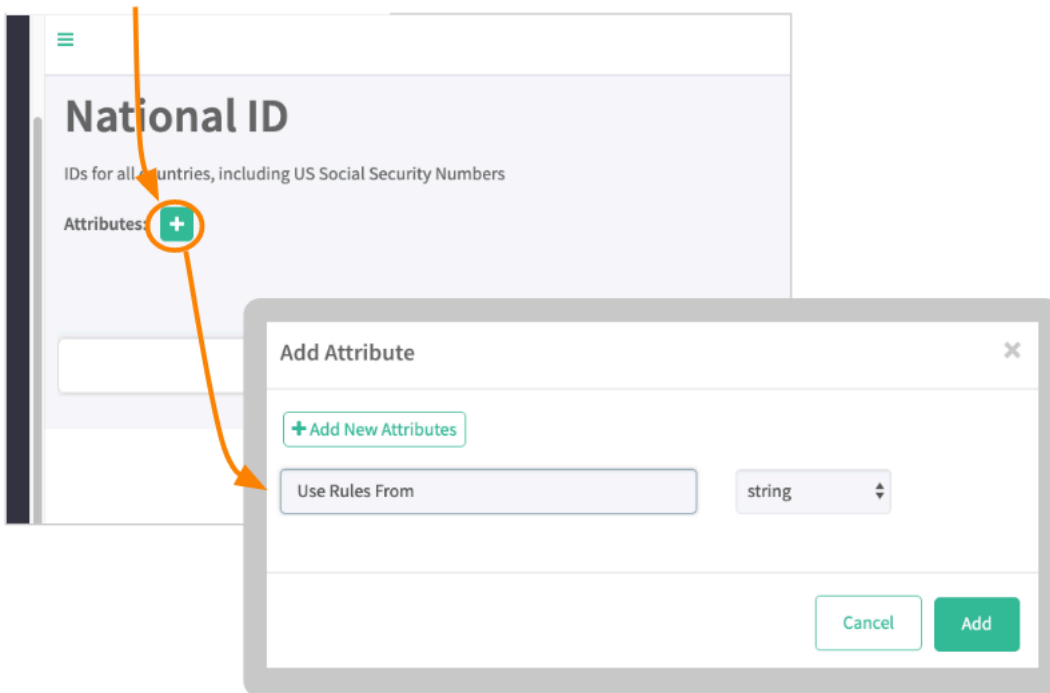 National ID
IDs for all countries, including US Social Security Numbers
Attributes:
Add Attribute
+ Add New Attributes
Use Rules From
string
Cancel
Add